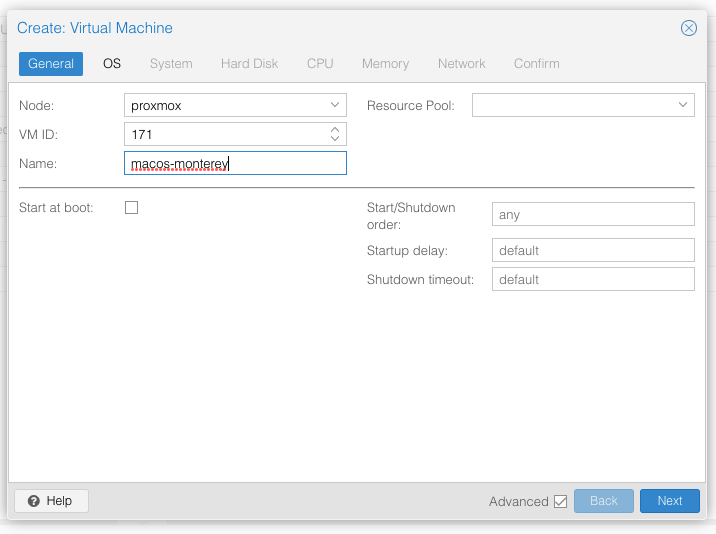 Create: Virtual Machine
General OS System Hard Disk CPU Memory Network Confirm
Node: proxmox Resource Pool:
VM ID: 171
Name: macos-monterey
Start at boot: Start/Shutdown order: any
Startup delay: default
Shutdown timeout: default
Help Advanced Back Next